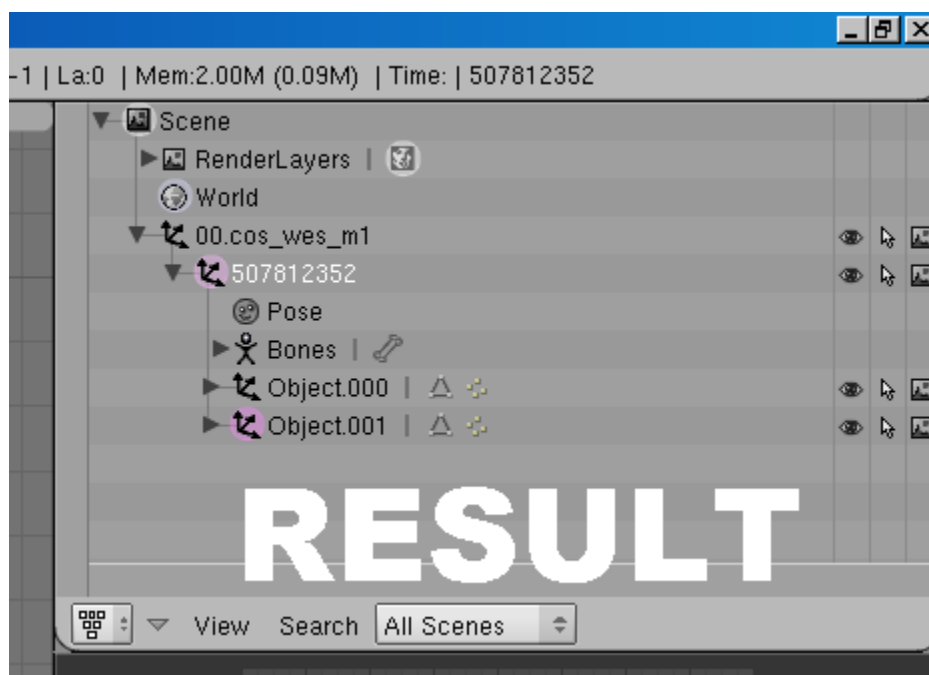 -1 | La:0 | Mem:2.00M (0.09M) | Time: | 507812352
Scene
RenderLayers |
World
00.cos_wes_m1
507812352
Pose
Bones |
Object.000 |
Object.001 |
RESULT
View Search All Scenes